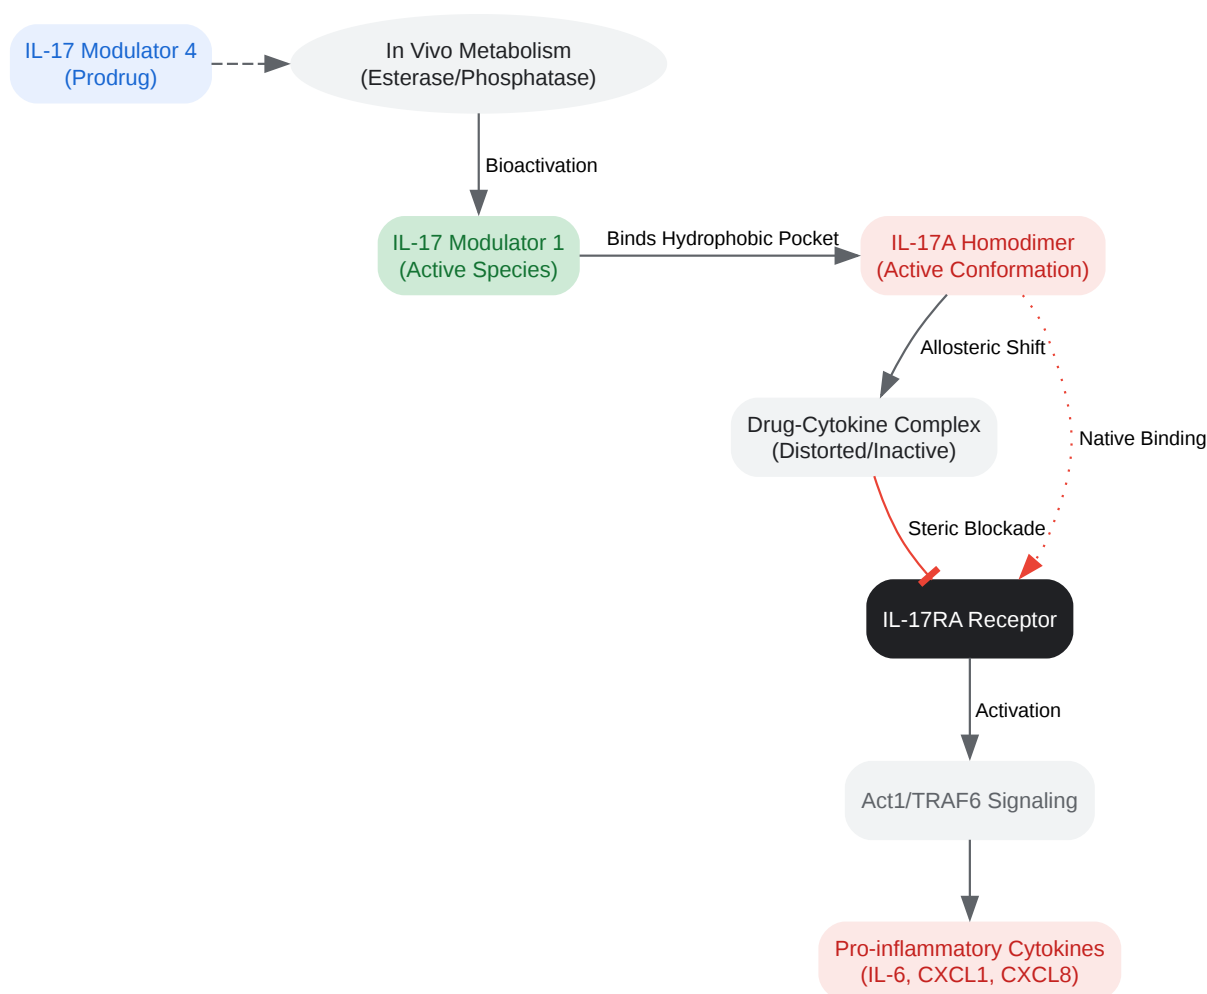 IL-17 Modulator 4
(Prodrug)
In Vivo Metabolism
(Esterase/Phosphatase)
Bioactivation
IL-17 Modulator 1
(Active Species)
Binds Hydrophobic Pocket
IL-17A Homodimer
(Active Conformation)
Allosteric Shift
Drug-Cytokine Complex
(Distorted/Inactive)
Native Binding
Steric Blockade
IL-17RA Receptor
Activation
Act1/TRAF6 Signaling
Pro-inflammatory Cytokines
(IL-6, CXCL1, CXCL8)